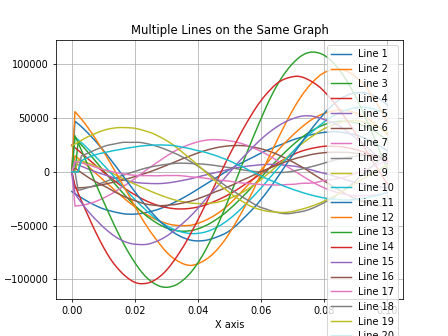 Multiple Lines on the Same Graph
100000
50000
0
−50000
−100000
0.00
0.02
0.04
0.06
X axis
Line 1
Line 2
Line 3
Line 4
Line 5
Line 6
Line 7
Line 8
Line 9
Line 10
Line 11
Line 12
Line 13
Line 14
Line 15
Line 16
Line 17
Line 18
Line 19
Line 20